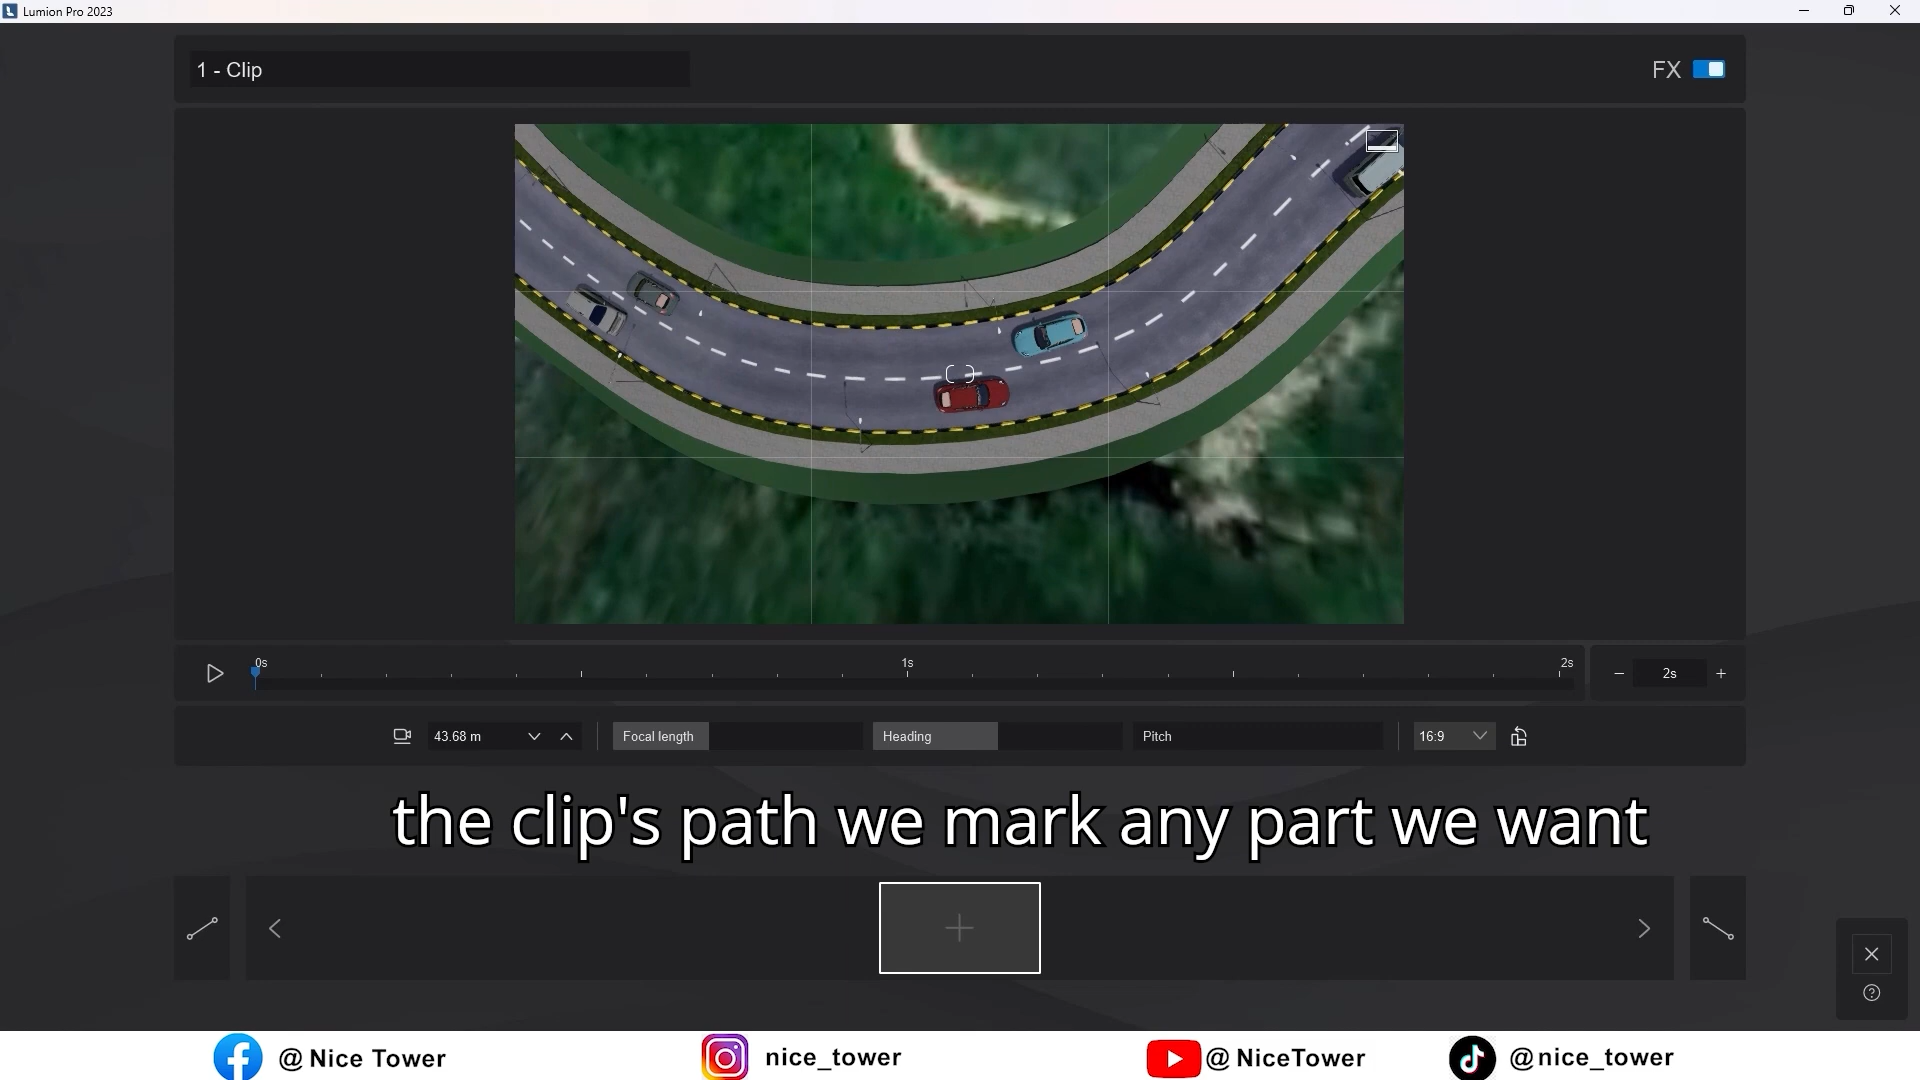 Lumion Pro 2023
1 - Clip
FX
0s
1s
2s
2s
43.68 m
Focal length
Heading
Pitch
16:9
the clip's path we mark any part we want
@ Nice Tower
nice_tower
@ NiceTower
@nice_tower